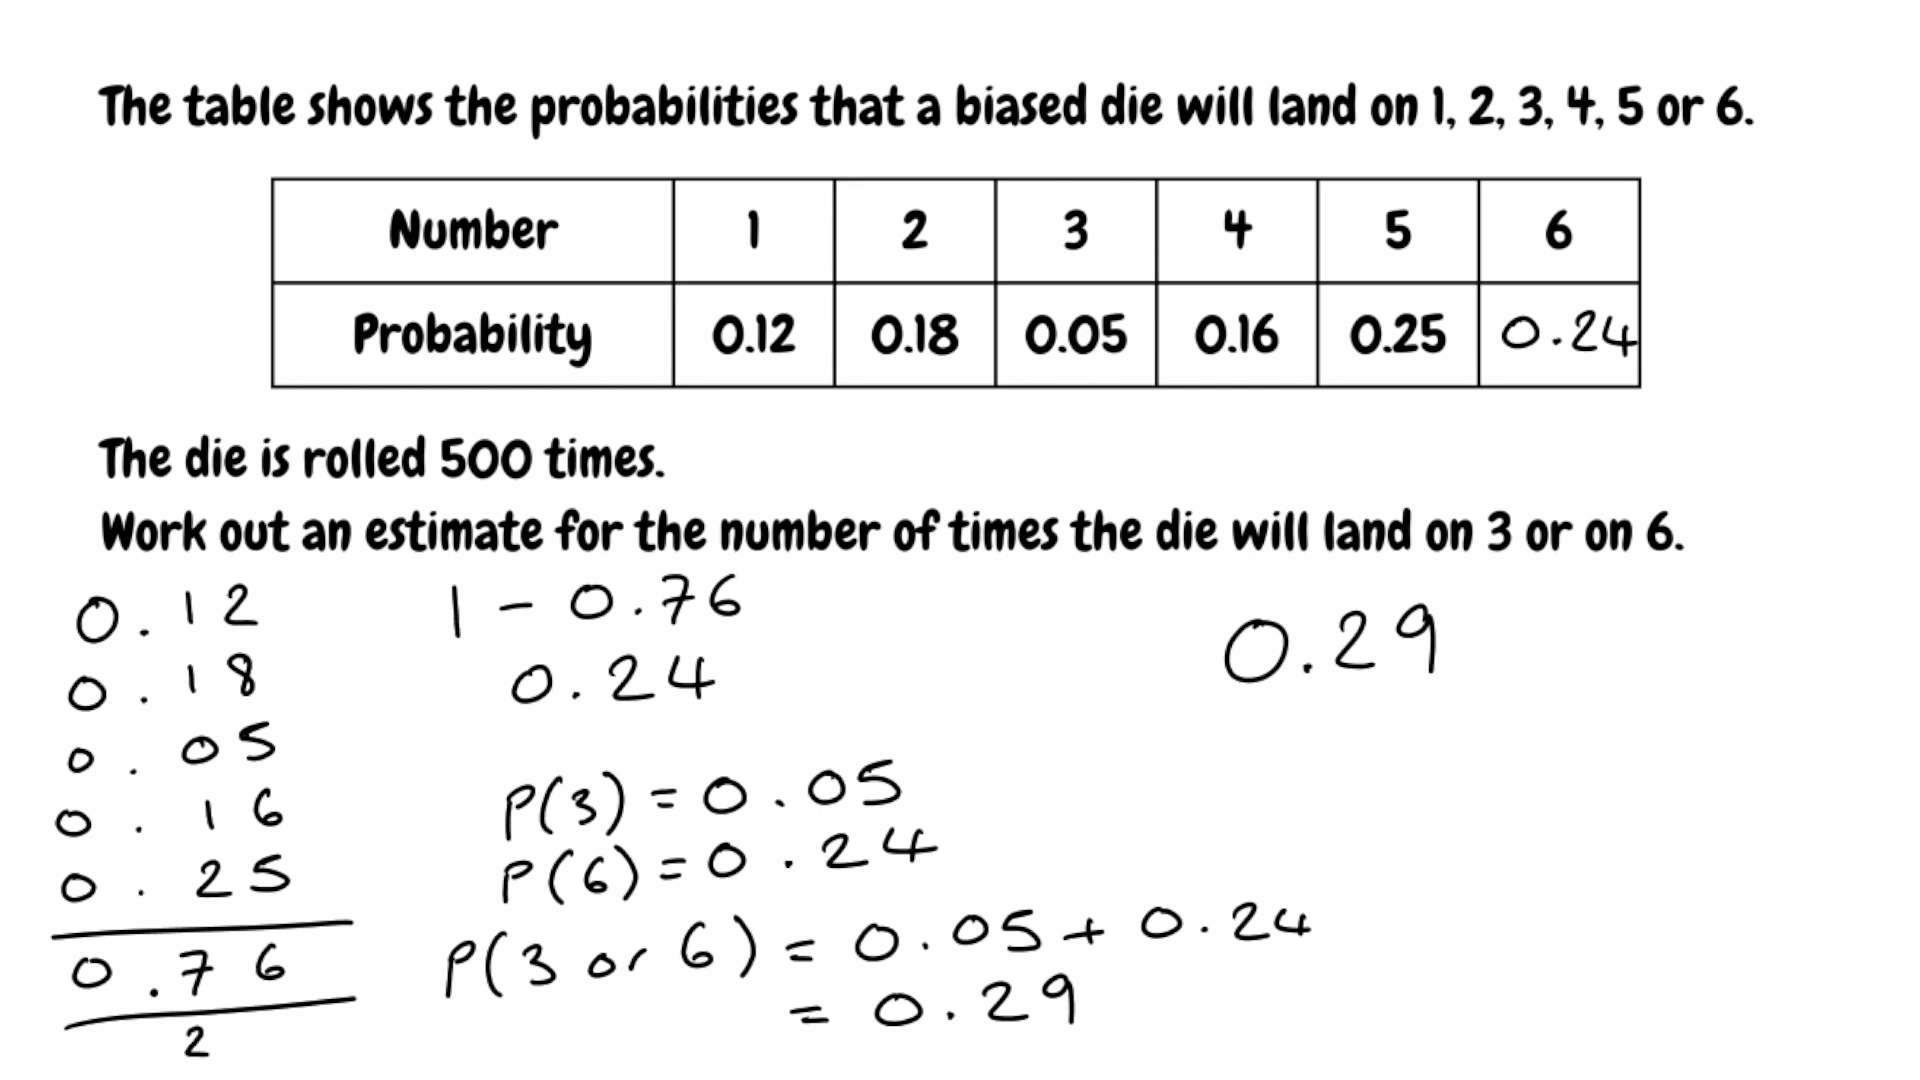 The table shows the probabilities that a biased die will land on 1, 2, 3, 4, 5 or 6.
Number 1 2 3 4 5 6
Probability 0.12 0.18 0.05 0.16 0.25 0.24
The die is rolled 500 times.
Work out an estimate for the number of times the die will land on 3 or on 6.
0.12
0.18
0.05
0.16
0.25
0.76
2
1 - 0.76
0.24
P(3) = 0.05
P(6) = 0.24
P(3 or 6) = 0.05 + 0.24
= 0.29
0.29